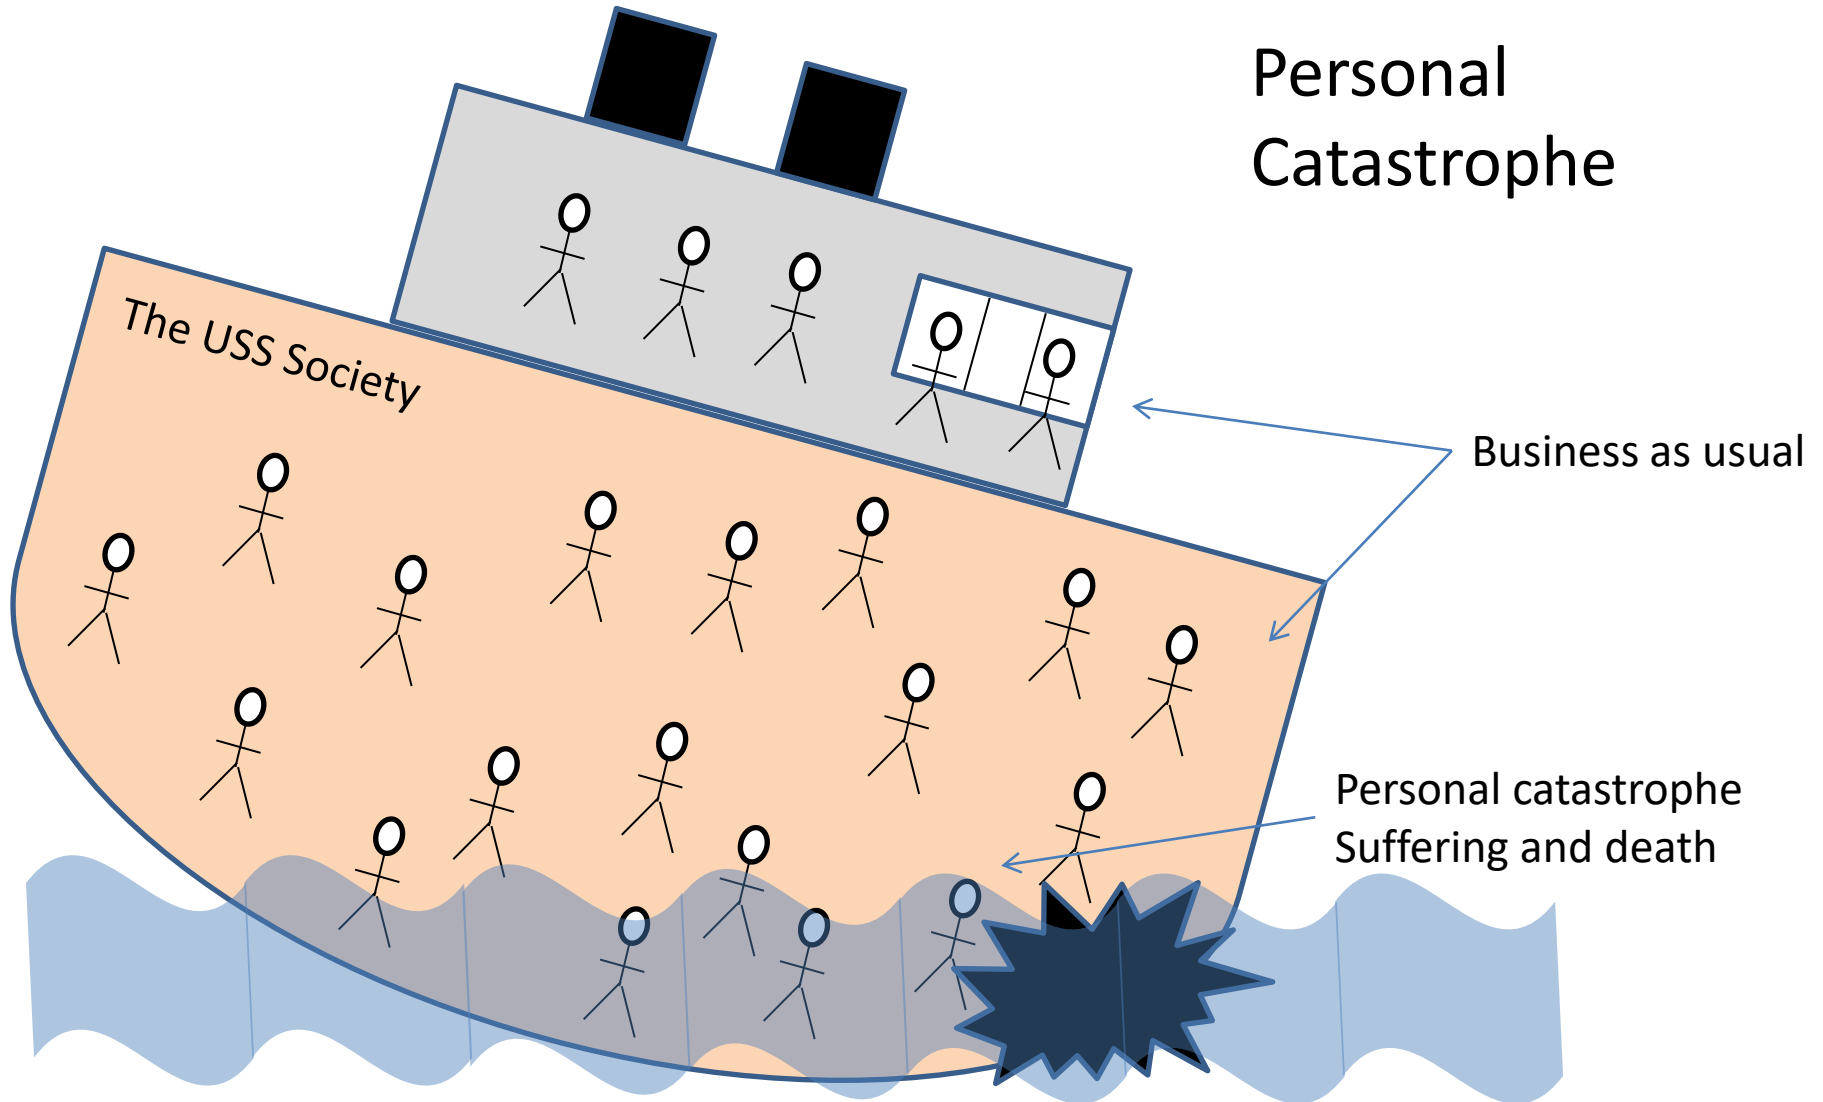 Personal
Catastrophe
The USS Society
Business as usual
Personal catastrophe
Suffering and death